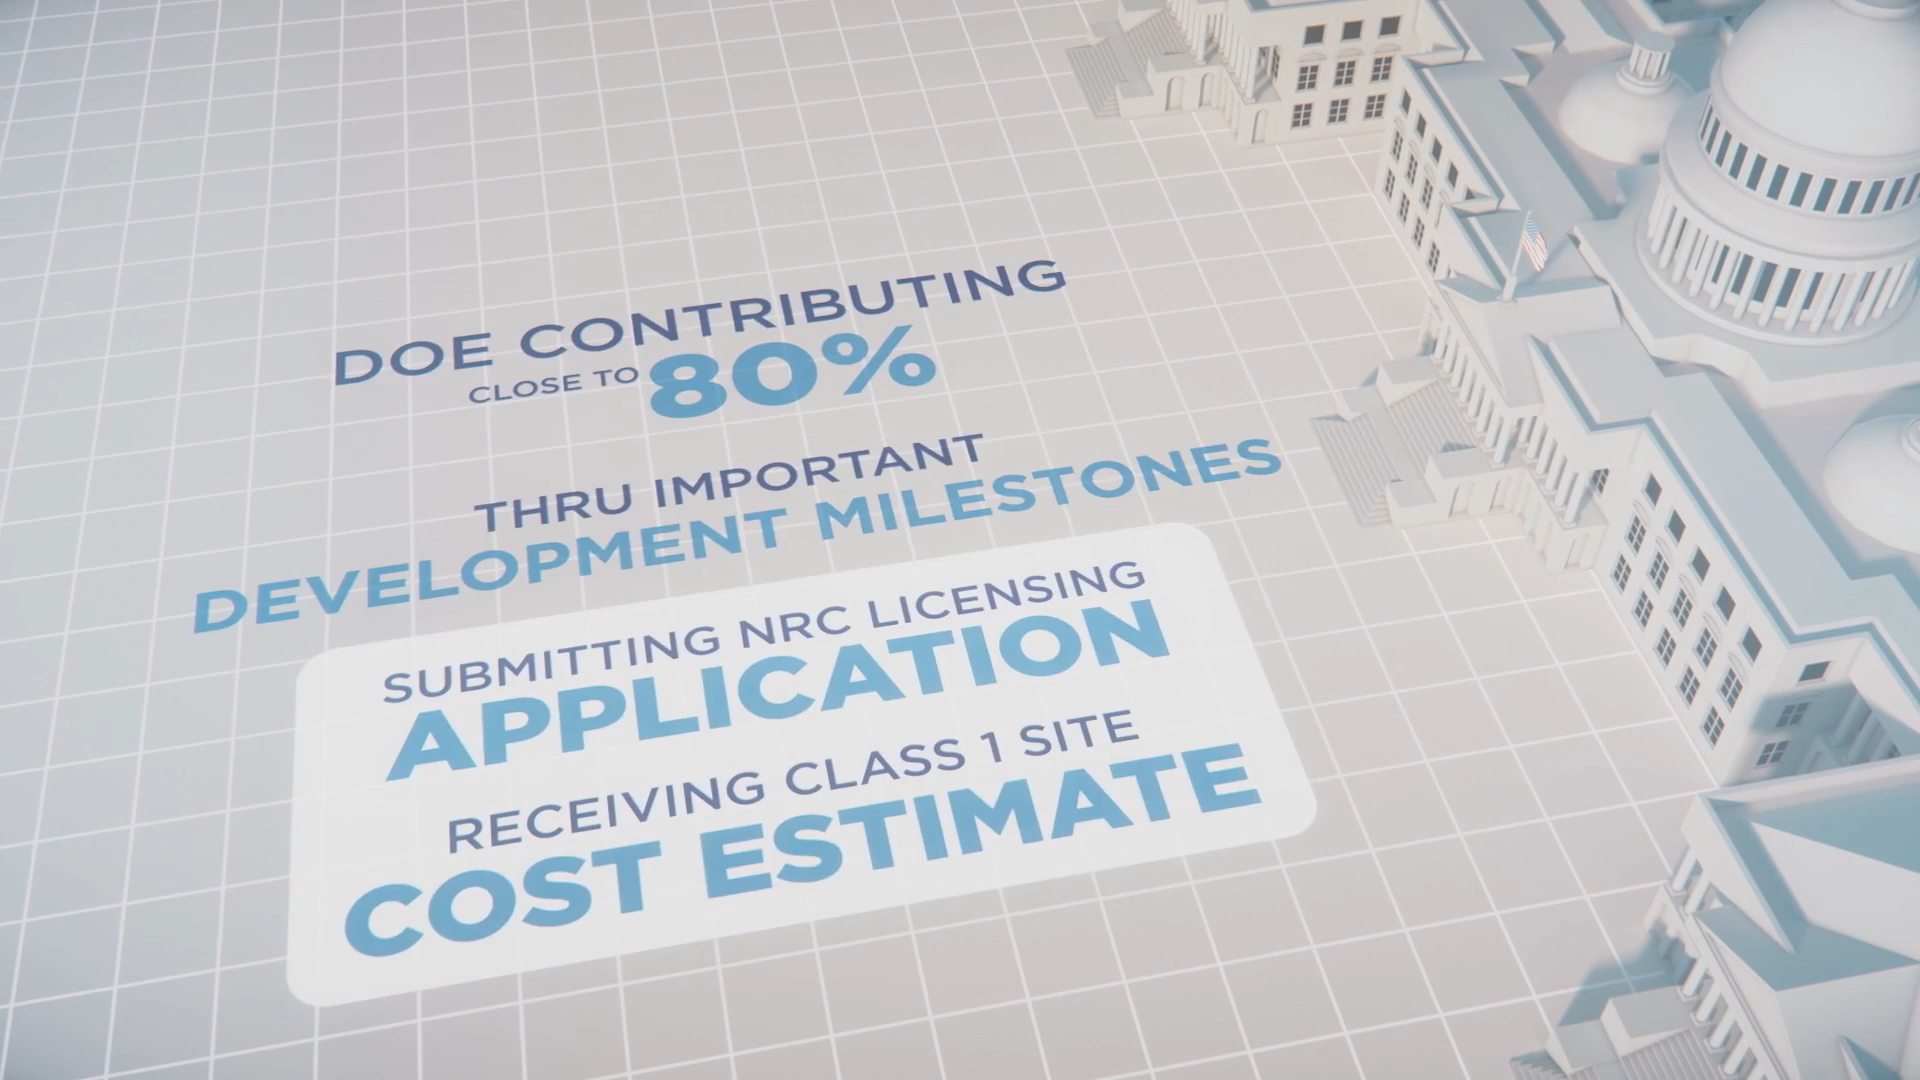 DOE CONTRIBUTING
CLOSE TO 80%
THRU IMPORTANT
DEVELOPMENT MILESTONES
SUBMITTING NRC LICENSING
APPLICATION
RECEIVING CLASS 1 SITE
COST ESTIMATE